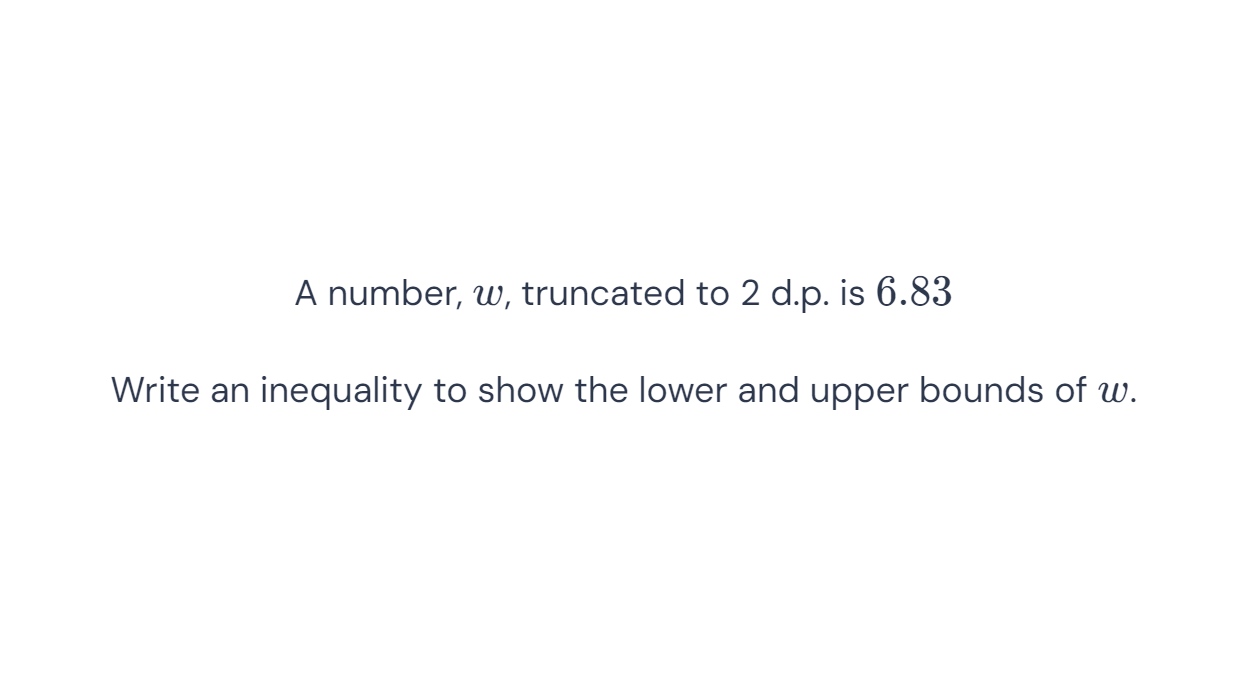 A number, w, truncated to 2 d.p. is 6.83
Write an inequality to show the lower and upper bounds of w.